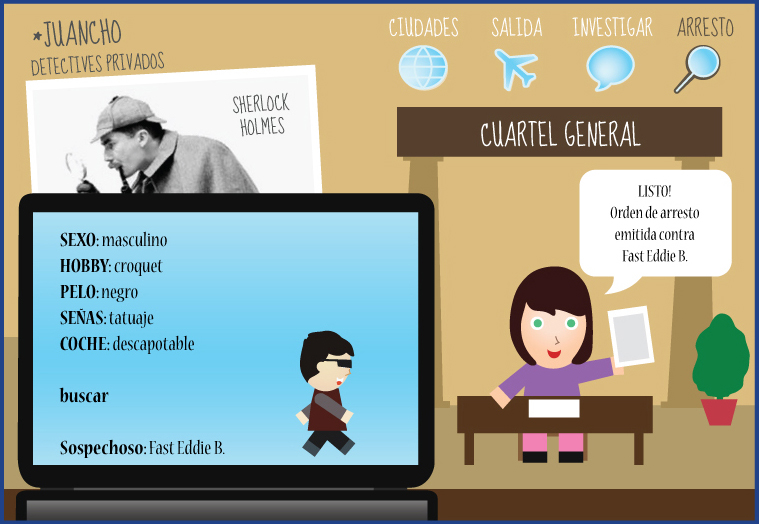 *JUANCHO
DETECTIVES PRIVADOS
SHERLOCK
HOLMES
CIUDADES
SALIDA
INVESTIGAR
ARRESTO
CUARTEL GENERAL
LISTO!
Orden de arresto
emitida contra
Fast Eddie B.
SEXO: masculino
HOBBY: croquet
PELO: negro
SEÑAS: tatuaje
COCHE: descapotable
buscar
Sospechoso: Fast Eddie B.